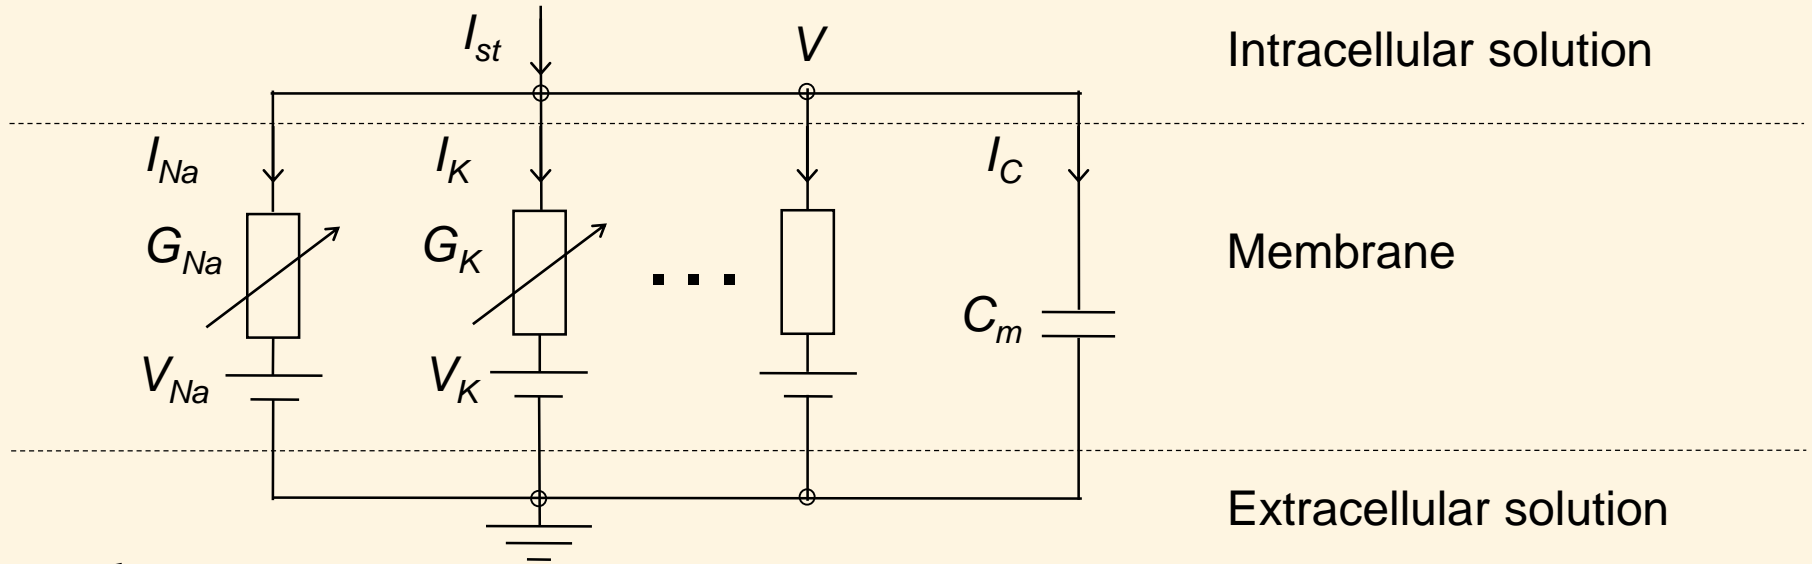 I_st
V
Intracellular solution
I_Na
I_K
I_C
G_Na
G_K
...
Membrane
C_m
V_Na
V_K
Extracellular solution